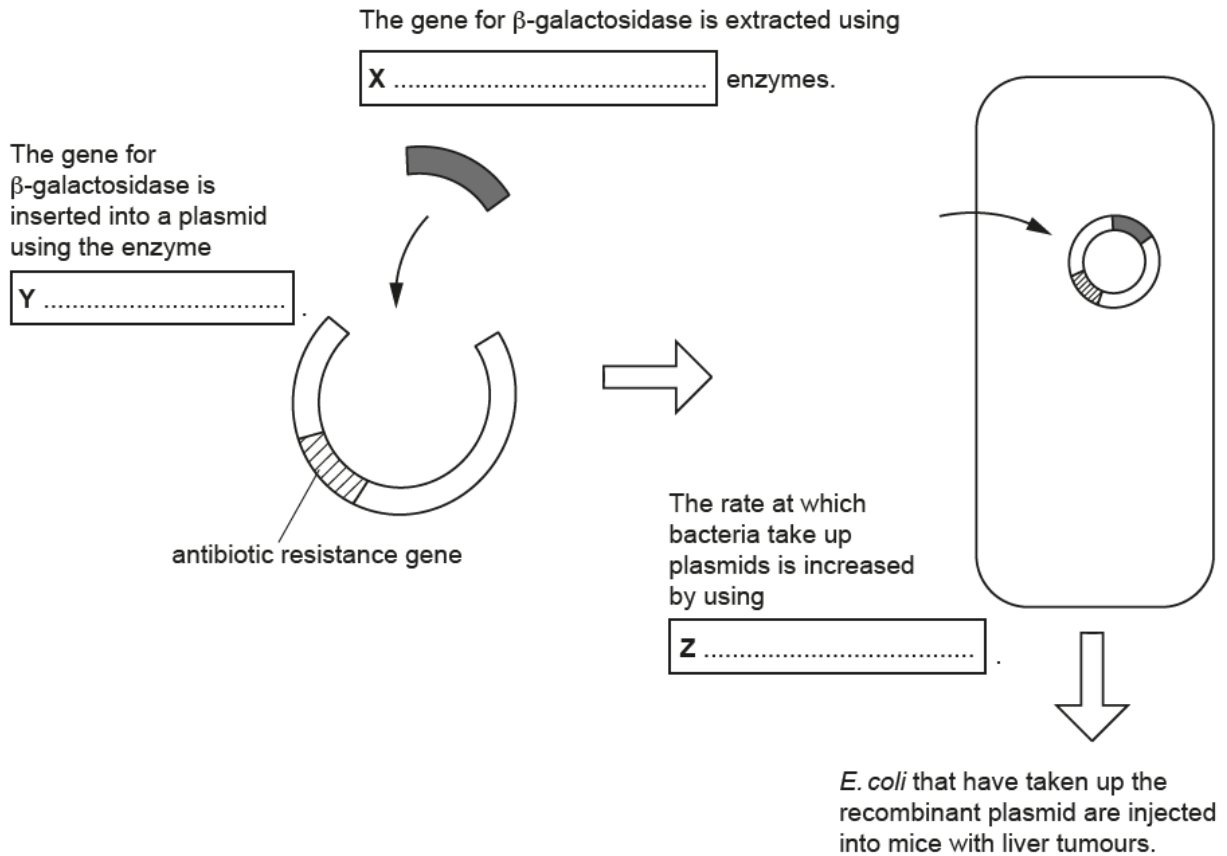 The gene for β-galactosidase is extracted using
X ............................................ enzymes.
The gene for
β-galactosidase is
inserted into a plasmid
using the enzyme
Y .................................. .
antibiotic resistance gene
The rate at which
bacteria take up
plasmids is increased
by using
Z ...................................... .
E. coli that have taken up the
recombinant plasmid are injected
into mice with liver tumours.